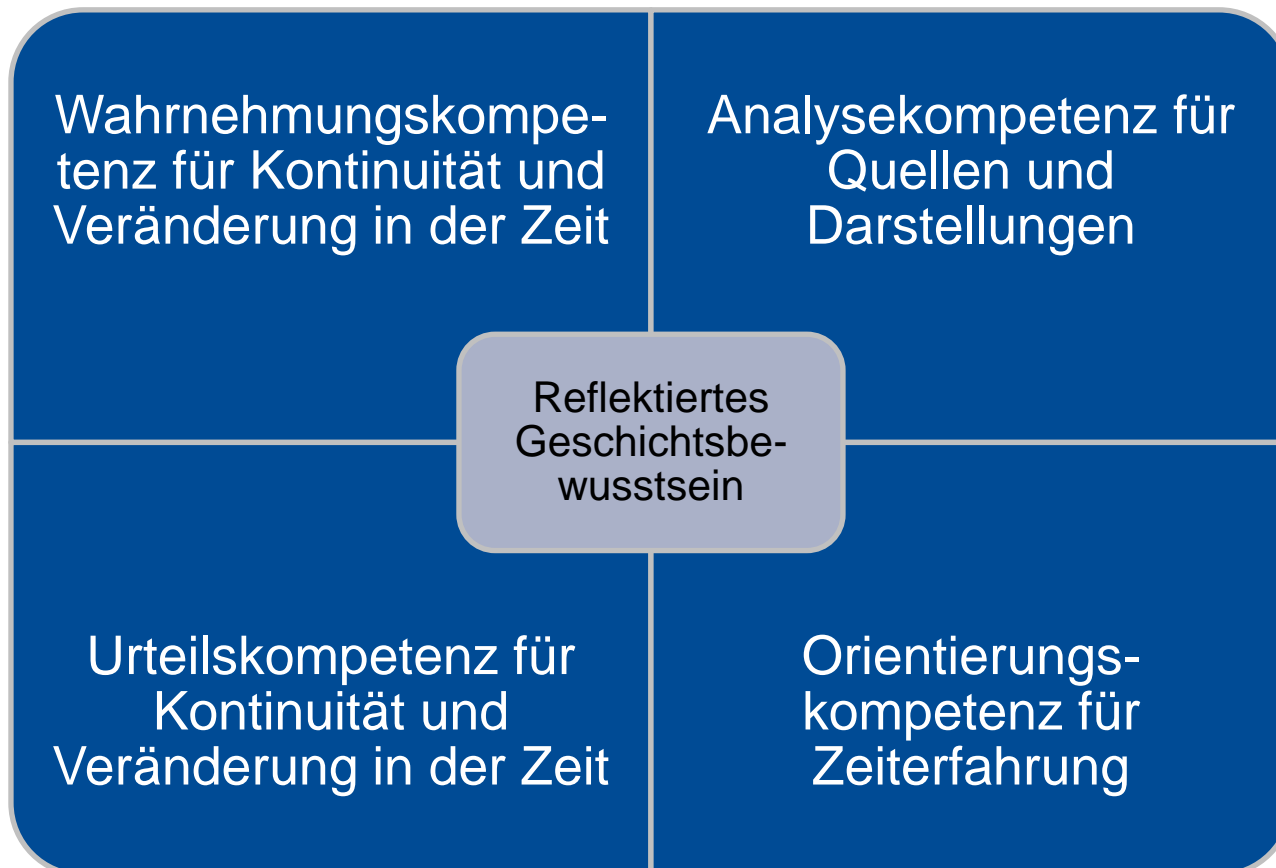 Wahrnehmungskompe-
tenz für Kontinuität und
Veränderung in der Zeit
Analysekompetenz für
Quellen und
Darstellungen
Reflektiertes
Geschichtsbe-
wusstsein
Urteilskompetenz für
Kontinuität und
Veränderung in der Zeit
Orientierungs-
kompetenz für
Zeiterfahrung